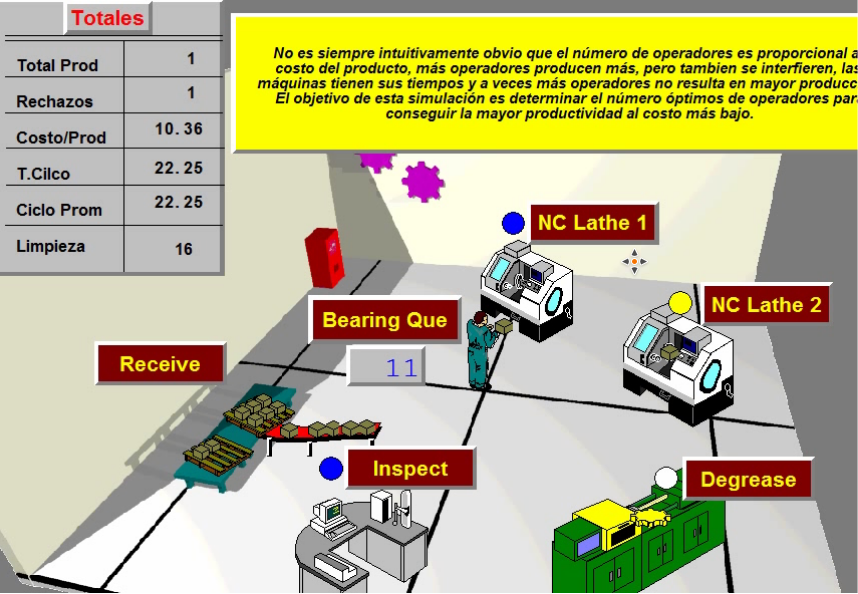 Totales
Total Prod 1
Rechazos 1
Costo/Prod 10.36
T.Cilco 22.25
Ciclo Prom 22.25
Limpieza 16
No es siempre intuitivamente obvio que el número de operadores es proporcional a
costo del producto, más operadores producen más, pero tambien se interfieren, las
máquinas tienen sus tiempos y a veces más operadores no resulta en mayor producc
El objetivo de esta simulación es determinar el número óptimos de operadores par
conseguir la mayor productividad al costo más bajo.
NC Lathe 1
NC Lathe 2
Bearing Que
11
Receive
Inspect
Degrease